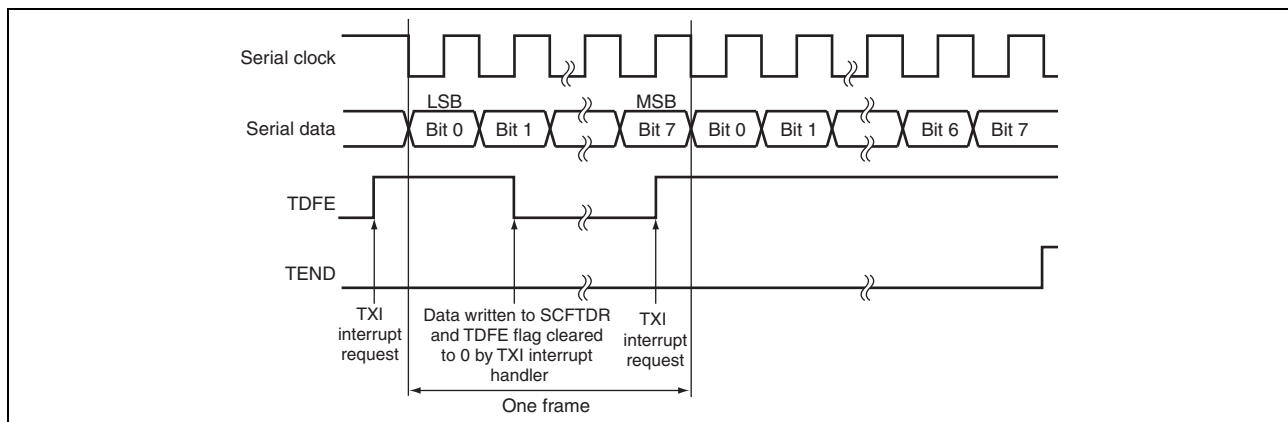 Serial clock
LSB
MSB
Serial data
Bit 0
Bit 1
Bit 7
Bit 0
Bit 1
Bit 6
Bit 7
TDFE
TEND
TXI
interrupt
request
Data written to SCFTDR
and TDFE flag cleared
to 0 by TXI interrupt
handler
TXI
interrupt
request
One frame